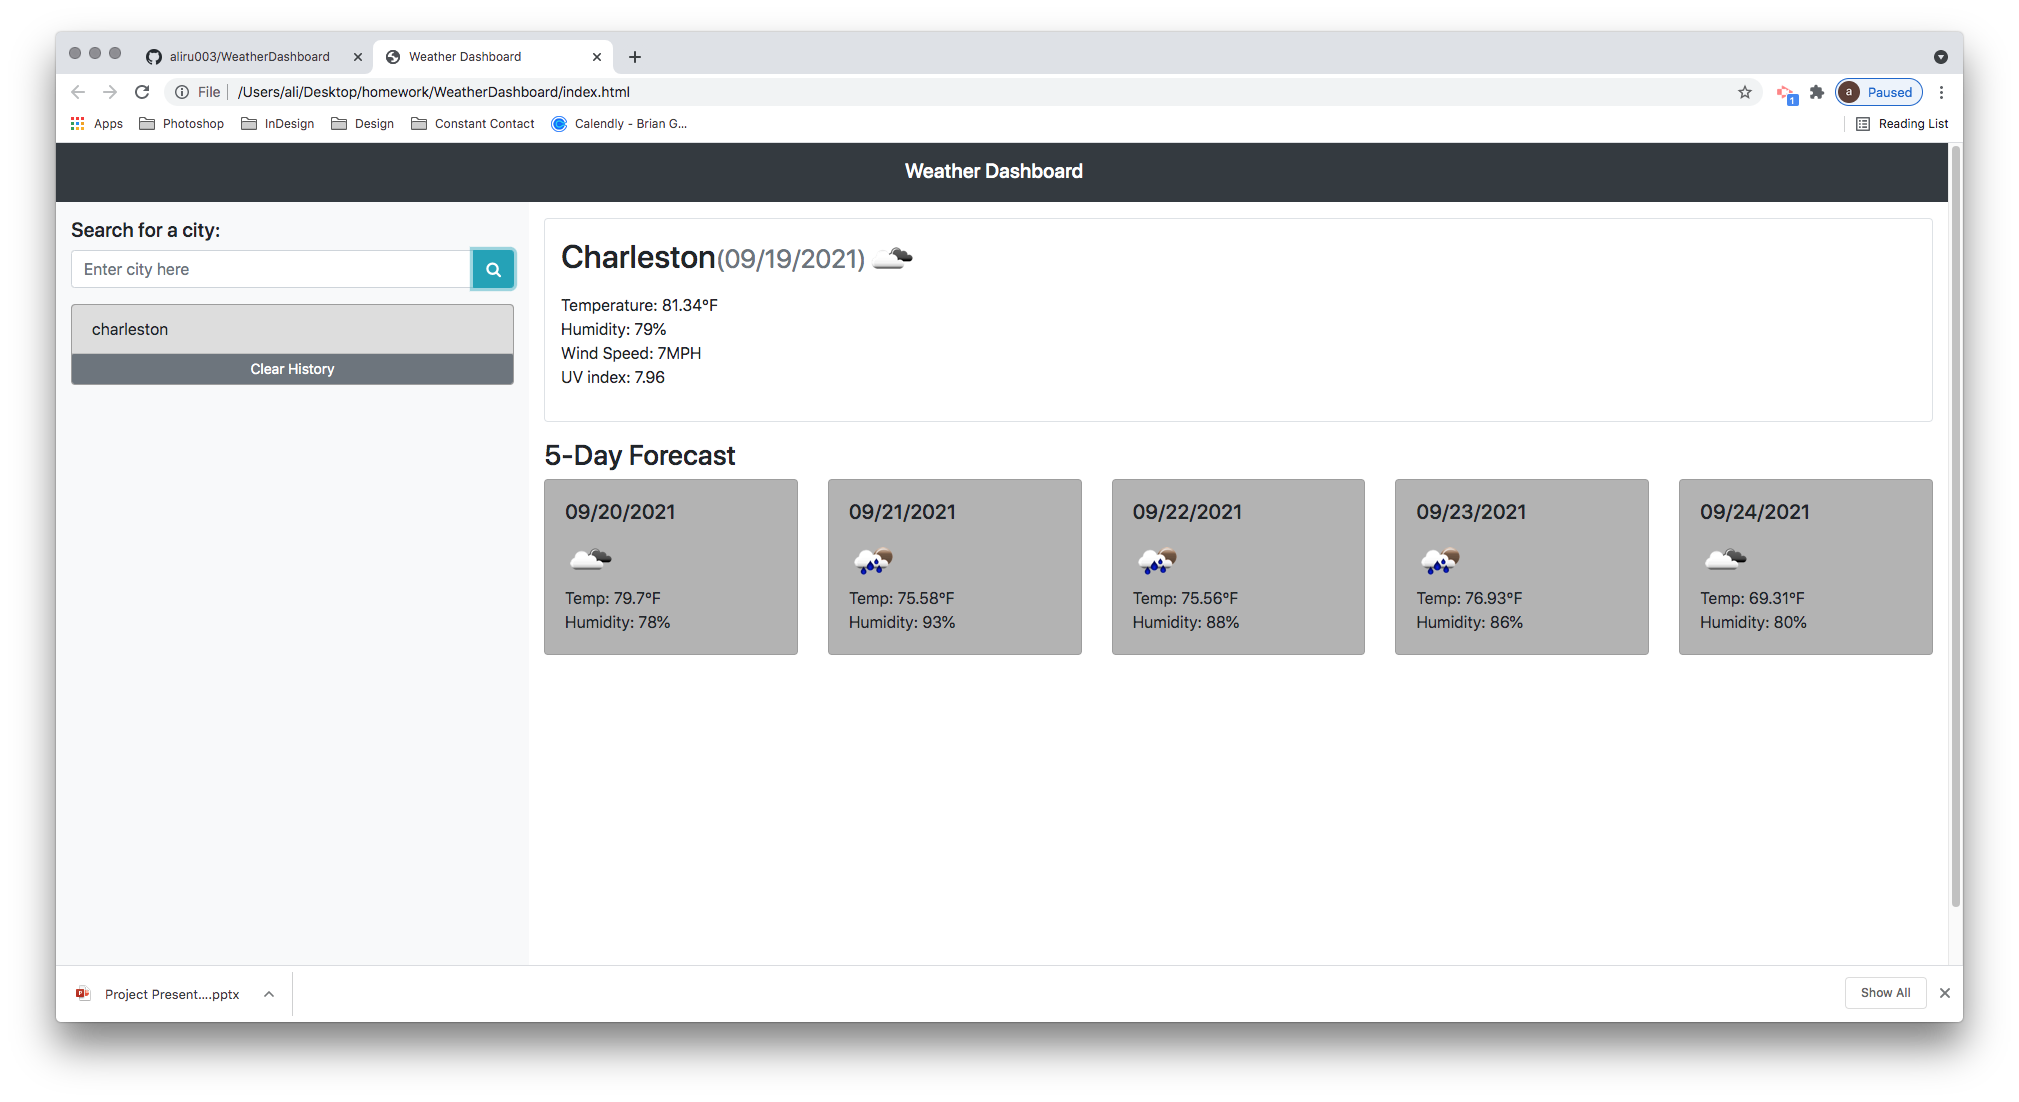 aliru003/WeatherDashboard
Weather Dashboard
File /Users/ali/Desktop/homework/WeatherDashboard/index.html
1
a Paused
Apps Photoshop InDesign Design Constant Contact Calendly - Brian G...
Reading List
Weather Dashboard
Search for a city:
Enter city here
charleston
Clear History
Charleston(09/19/2021)
Temperature: 81.34°F
Humidity: 79%
Wind Speed: 7MPH
UV index: 7.96
5-Day Forecast
09/20/2021
Temp: 79.7°F
Humidity: 78%
09/21/2021
Temp: 75.58°F
Humidity: 93%
09/22/2021
Temp: 75.56°F
Humidity: 88%
09/23/2021
Temp: 76.93°F
Humidity: 86%
09/24/2021
Temp: 69.31°F
Humidity: 80%
Project Present....pptx
Show All